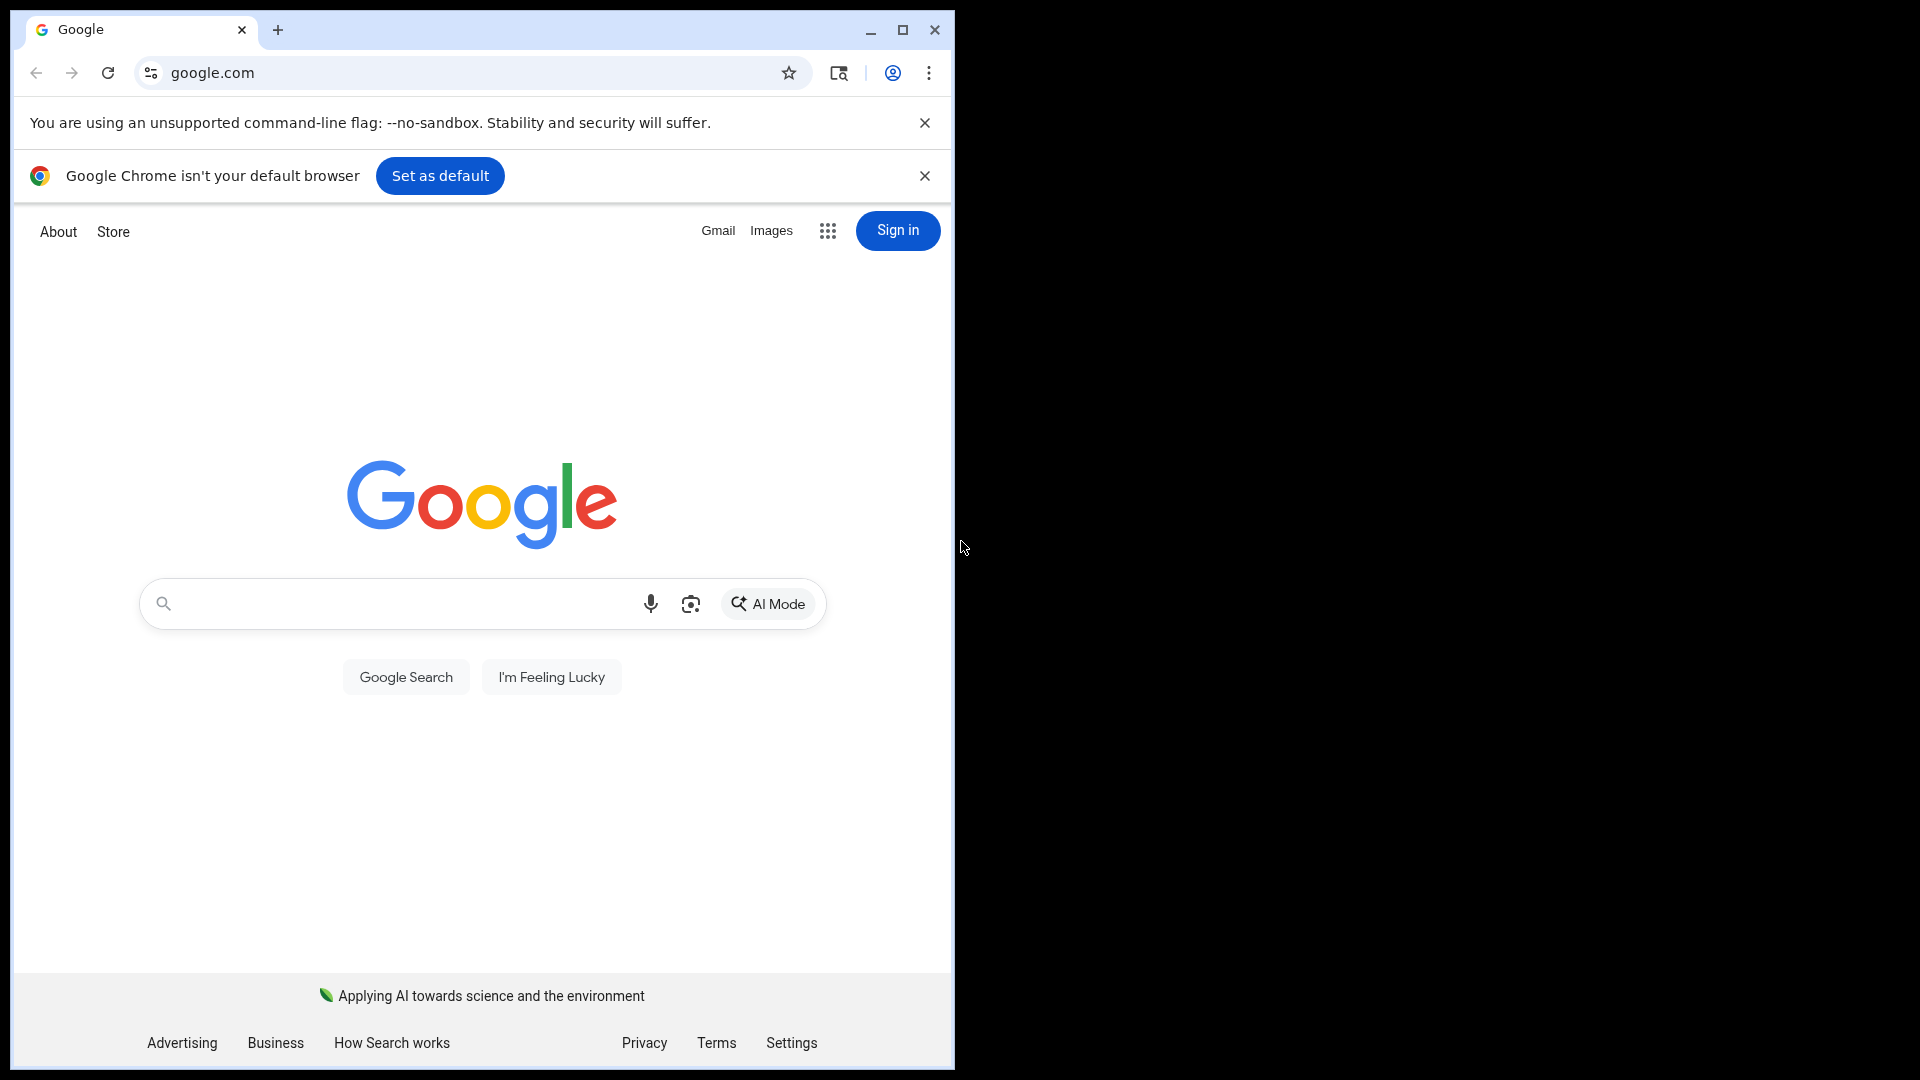 Google
google.com
You are using an unsupported command-line flag: --no-sandbox. Stability and security will suffer.
Google Chrome isn't your default browser Set as default
About Store Gmail Images Sign in
Google
AI Mode
Google Search I'm Feeling Lucky
Applying AI towards science and the environment
Advertising Business How Search works Privacy Terms Settings